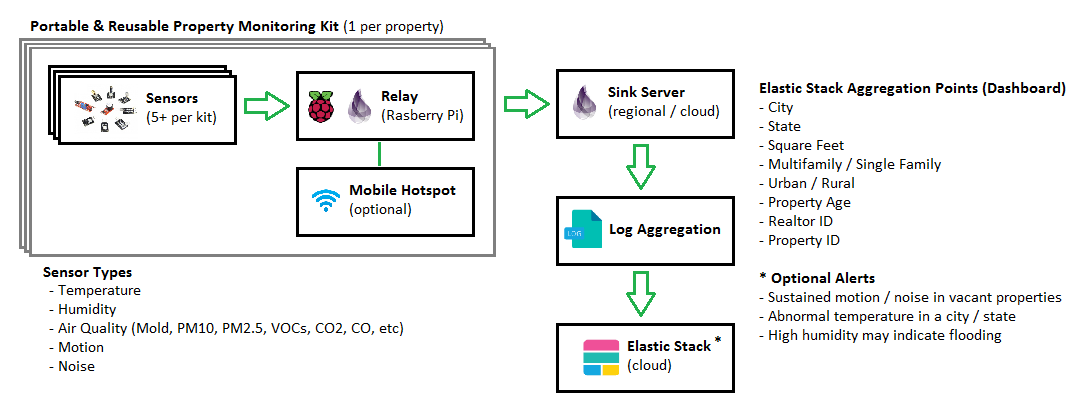 Portable & Reusable Property Monitoring Kit (1 per property)
Sensors
(5+ per kit)
Relay
(Rasberry Pi)
Mobile Hotspot
(optional)
Sensor Types
- Temperature
- Humidity
- Air Quality (Mold, PM10, PM2.5, VOCs, CO2, CO, etc)
- Motion
- Noise
Sink Server
(regional / cloud)
LOG
Log Aggregation
Elastic Stack *
(cloud)
Elastic Stack Aggregation Points (Dashboard)
- City
- State
- Square Feet
- Multifamily / Single Family
- Urban / Rural
- Property Age
- Realtor ID
- Property ID
* Optional Alerts
- Sustained motion / noise in vacant properties
- Abnormal temperature in a city / state
- High humidity may indicate flooding